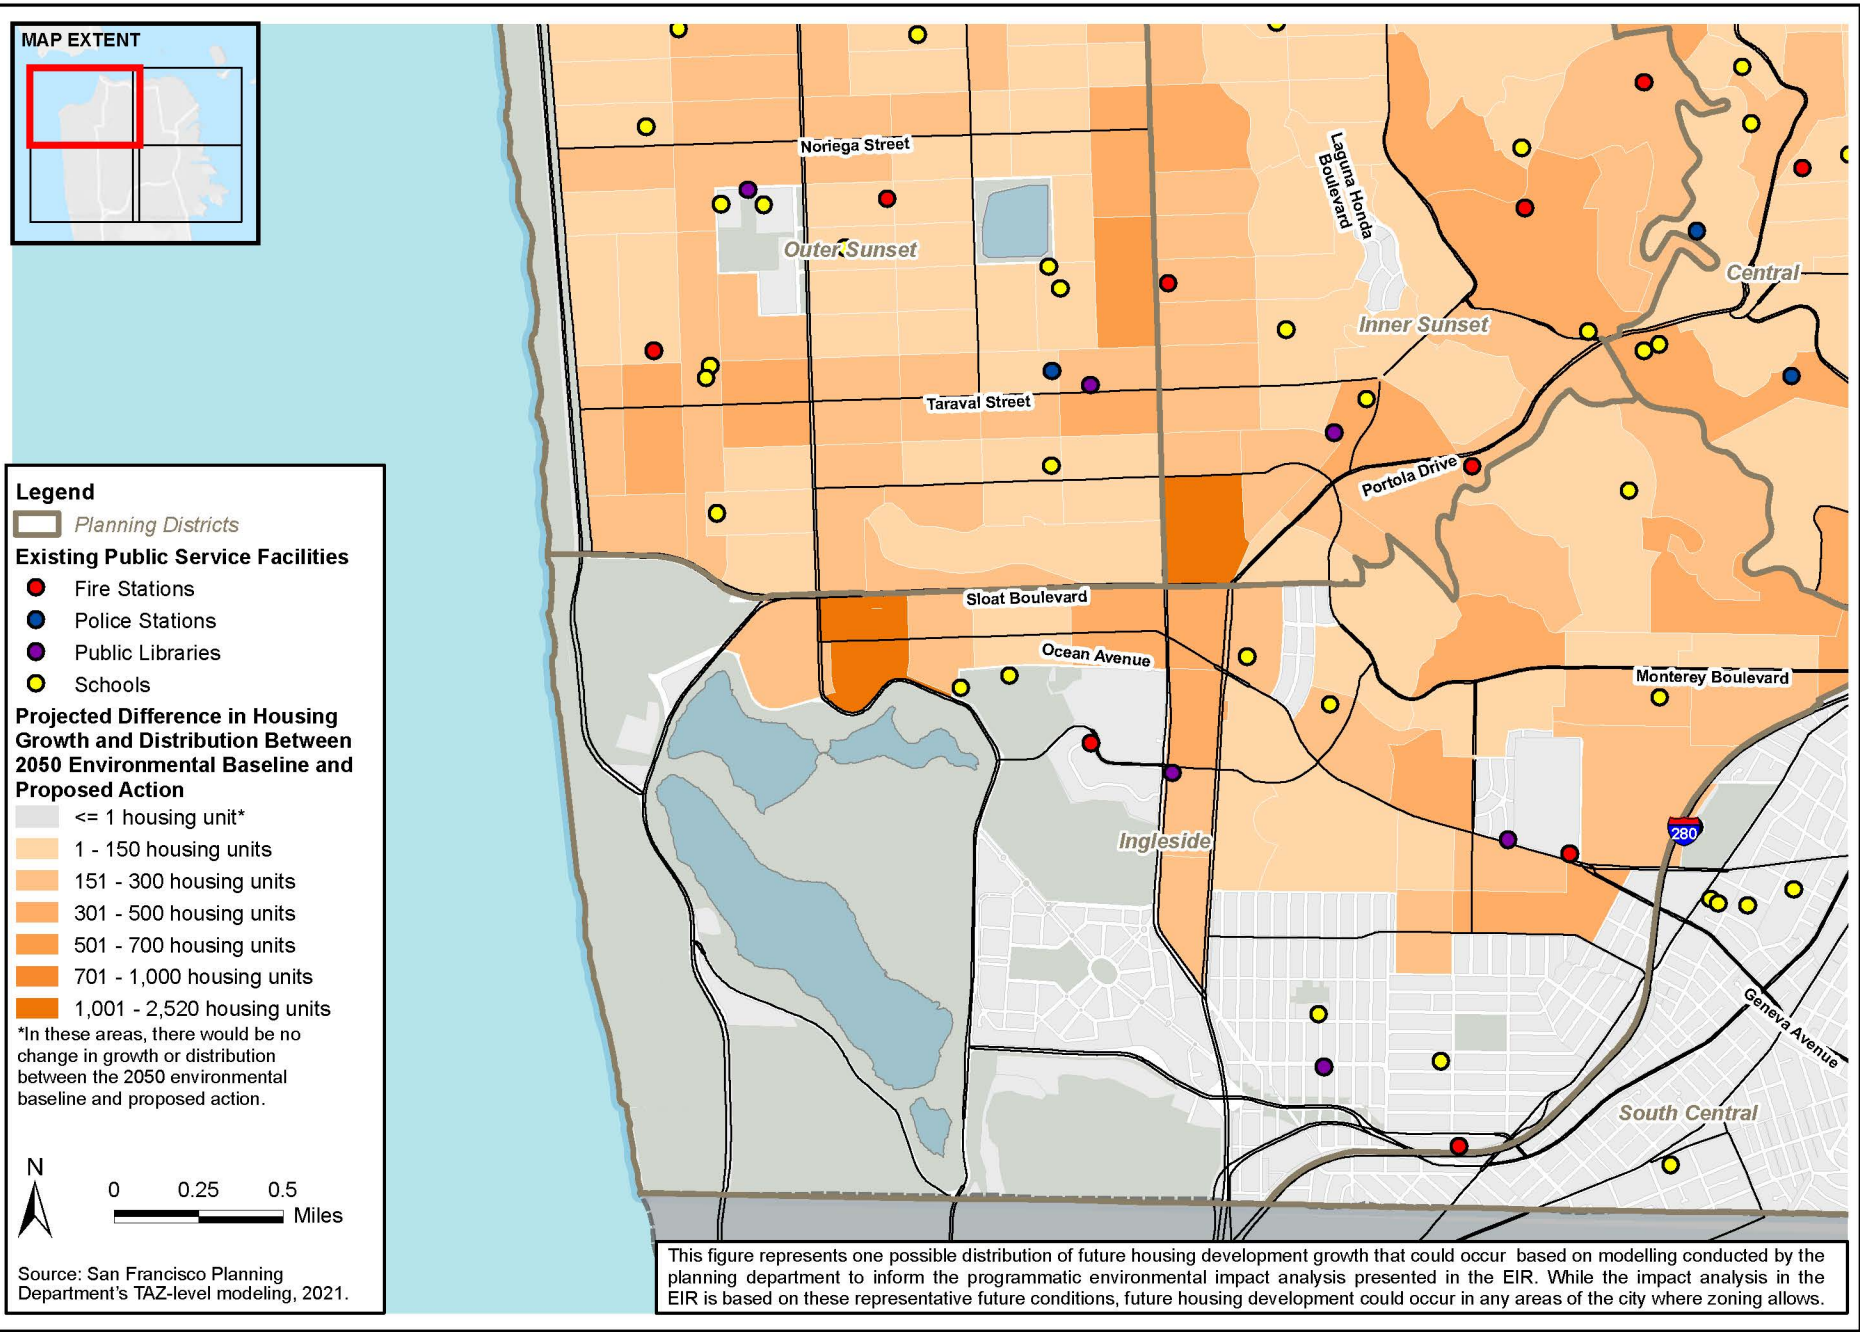 MAP EXTENT
Noriega Street
Laguna Honda
Boulevard
Outer Sunset
Central
Inner Sunset
Taraval Street
Portola Drive
Sloat Boulevard
Ocean Avenue
Monterey Boulevard
Ingleside
280
Geneva Avenue
South Central
Legend
Planning Districts
Existing Public Service Facilities
Fire Stations
Police Stations
Public Libraries
Schools
Projected Difference in Housing
Growth and Distribution Between
2050 Environmental Baseline and
Proposed Action
<= 1 housing unit*
1 - 150 housing units
151 - 300 housing units
301 - 500 housing units
501 - 700 housing units
701 - 1,000 housing units
1,001 - 2,520 housing units
*In these areas, there would be no
change in growth or distribution
between the 2050 environmental
baseline and proposed action.
N
0 0.25 0.5
Miles
Source: San Francisco Planning
Department's TAZ-level modeling, 2021.
This figure represents one possible distribution of future housing development growth that could occur based on modelling conducted by the
planning department to inform the programmatic environmental impact analysis presented in the EIR. While the impact analysis in the
EIR is based on these representative future conditions, future housing development could occur in any areas of the city where zoning allows.